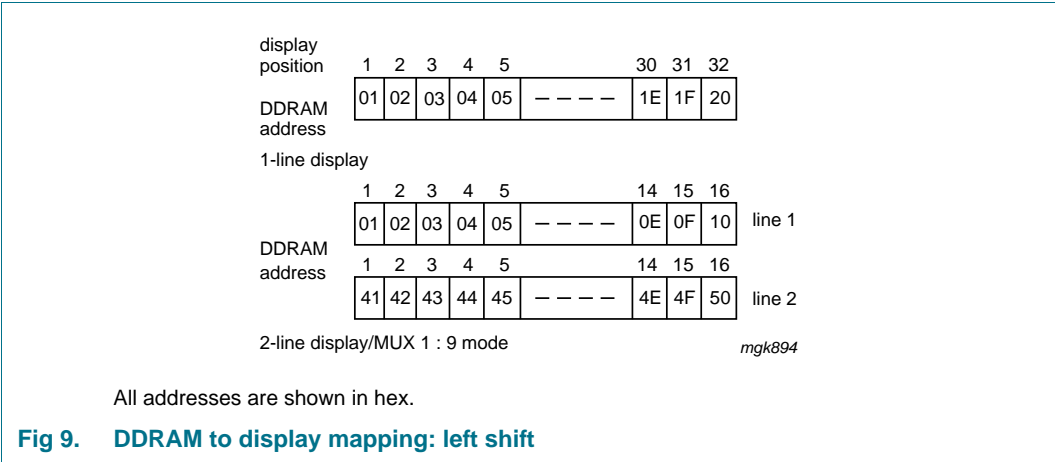 display
position 1 2 3 4 5 30 31 32
DDRAM
address 01 02 03 04 05 1E 1F 20
1-line display
1 2 3 4 5 14 15 16
01 02 03 04 05 0E 0F 10 line 1
DDRAM
address
1 2 3 4 5 14 15 16
41 42 43 44 45 4E 4F 50 line 2
2-line display/MUX 1 : 9 mode
mgk894
All addresses are shown in hex.
Fig 9. DDRAM to display mapping: left shift